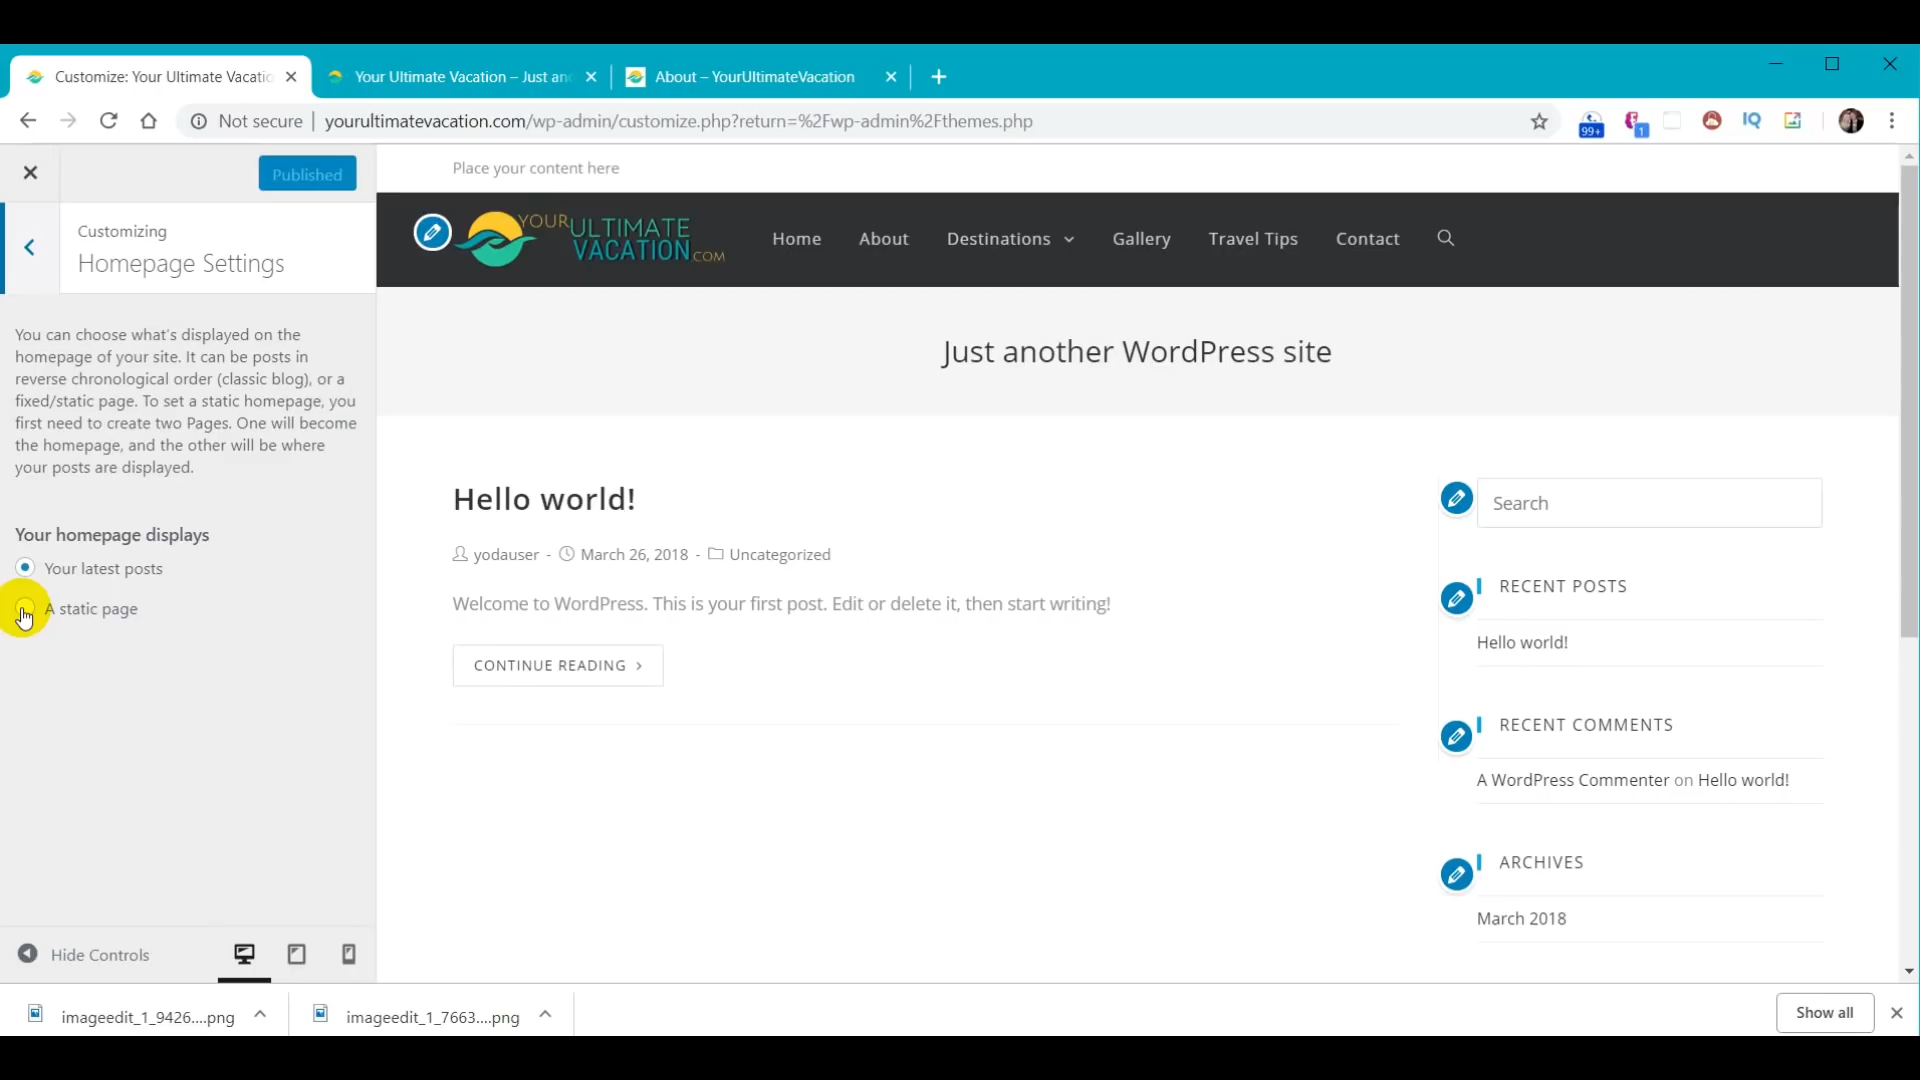 Customize: Your Ultimate Vacatio
Your Ultimate Vacation – Just an
About – YourUltimateVacation
Not secure | yourultimatevacation.com/wp-admin/customize.php?return=%2Fwp-admin%2Fthemes.php
99+
1
IQ
Published
Customizing
Homepage Settings
You can choose what's displayed on the
homepage of your site. It can be posts in
reverse chronological order (classic blog), or a
fixed/static page. To set a static homepage, you
first need to create two Pages. One will become
the homepage, and the other will be where
your posts are displayed.
Your homepage displays
Your latest posts
A static page
Hide Controls
Place your content here
YOUR ULTIMATE
VACATION.COM
Home
About
Destinations
Gallery
Travel Tips
Contact
Just another WordPress site
Hello world!
yodauser - March 26, 2018 - Uncategorized
Welcome to WordPress. This is your first post. Edit or delete it, then start writing!
CONTINUE READING >
Search
RECENT POSTS
Hello world!
RECENT COMMENTS
A WordPress Commenter on Hello world!
ARCHIVES
March 2018
imageedit_1_9426....png
imageedit_1_7663....png
Show all